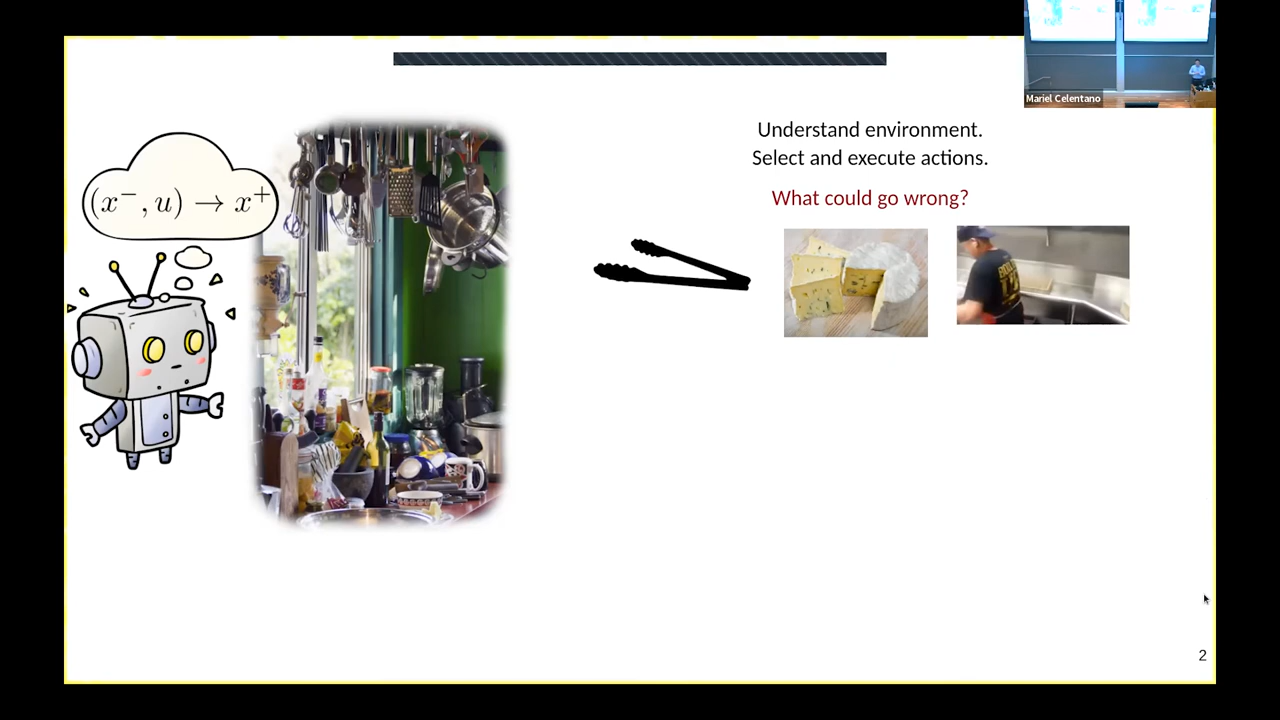 Mariel Celentano
Understand environment.
Select and execute actions.
(x⁻, u) → x⁺
What could go wrong?
2